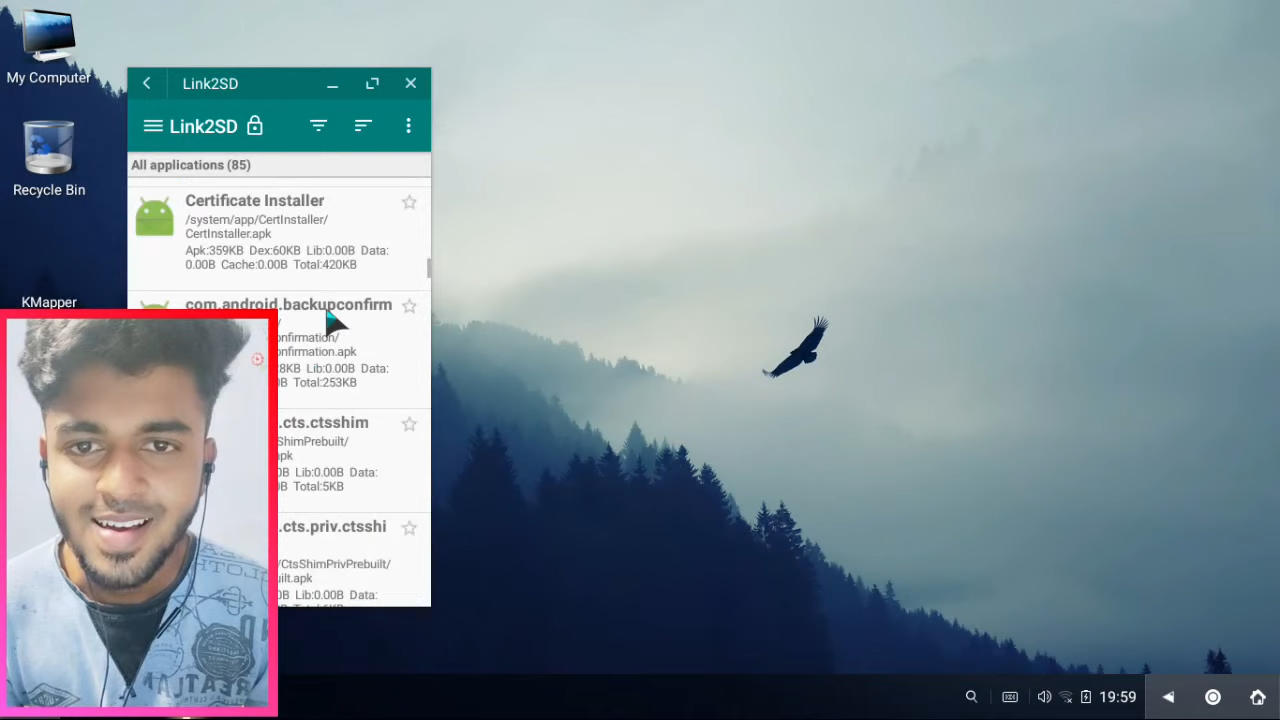 My Computer
Recycle Bin
KMapper
Link2SD
Link2SD
All applications (85)
Certificate Installer
/system/app/CertInstaller/
CertInstaller.apk
Apk:359KB Dex:60KB Lib:0.00B Data:
0.00B Cache:0.00B Total:420KB
com.android.backupconfirm
/
onfirmation/
onfirmation.apk
8KB Lib:0.00B Data:
Total:253KB
.cts.ctsshim
ShimPrebuilt/
pk
0B Lib:0.00B Data:
Total:5KB
.cts.priv.ctsshi
/CtsShimPrivPrebuilt/
ilt.apk
0B Lib:0.00B Data:
19:59